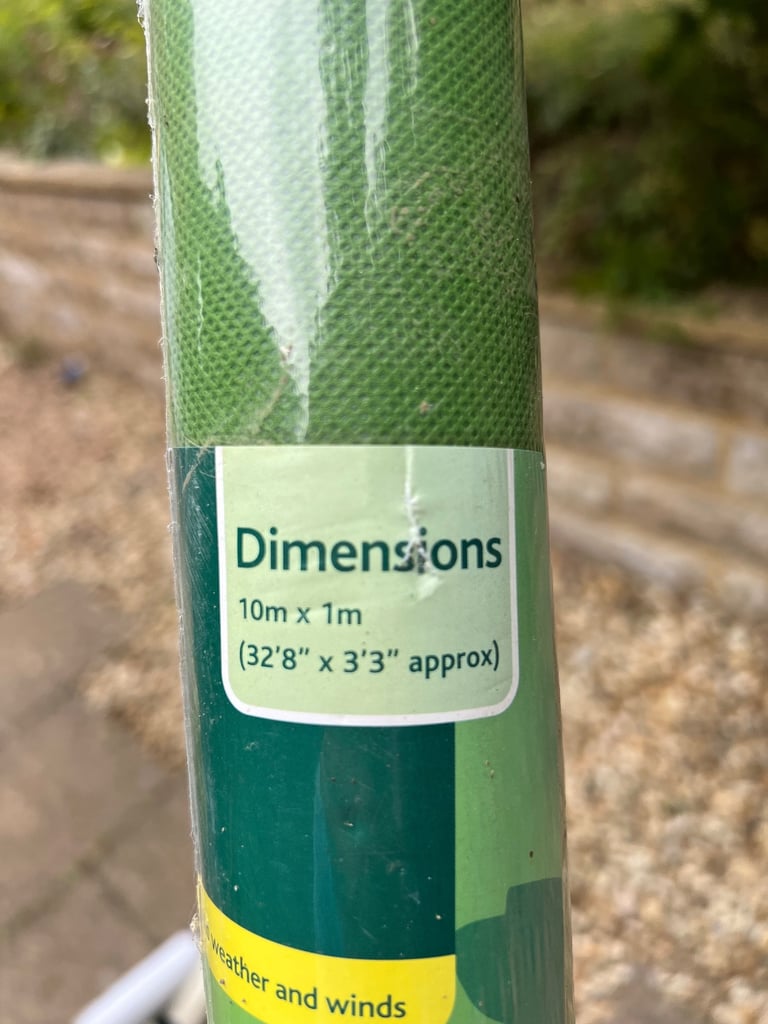 Dimensions
10m x 1m
(32'8" x 3'3" approx)
weather and winds